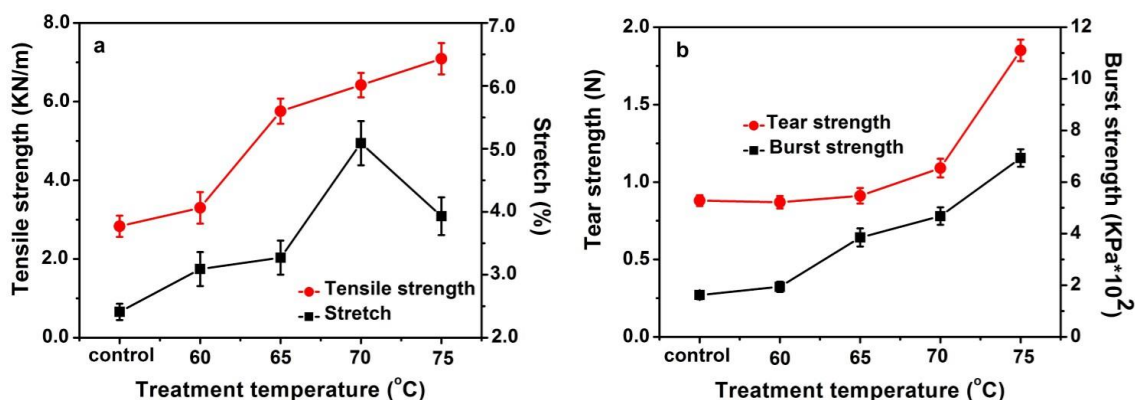 a
Tensile strength (KN/m)
8.0
6.0
4.0
2.0
0.0
7.0
6.0
5.0
4.0
3.0
2.0
Stretch (%)
Tensile strength
Stretch
control 60 65 70 75
Treatment temperature (°C)
b
Tear strength (N)
2.0
1.5
1.0
0.5
0.0
12
10
8
6
4
2
0
Burst strength (KPa*10²)
Tear strength
Burst strength
control 60 65 70 75
Treatment temperature (°C)